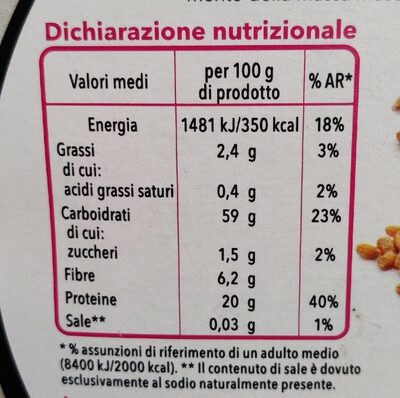 Dichiarazione nutrizionale
Valori medi per 100 g di prodotto % AR*
Energia 1481 kJ/350 kcal 18%
Grassi 2,4 g 3%
di cui:
acidi grassi saturi 0,4 g 2%
Carboidrati 59 g 23%
di cui:
zuccheri 1,5 g 2%
Fibre 6,2 g
Proteine 20 g 40%
Sale** 0,03 g 1%
* % assunzioni di riferimento di un adulto medio
(8400 kJ/2000 kcal). ** Il contenuto di sale è dovuto
esclusivamente al sodio naturalmente presente.